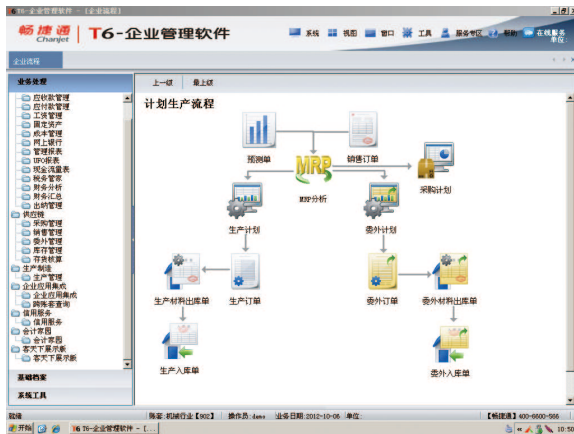 T6-企业管理软件 - [企业流程]
畅捷通 Chanjet T6-企业管理软件
系统 视图 窗口 工具 服务专区 帮助 在线服务
单位:
企业流程
业务处理
上一级 最上级
应收款管理
应付款管理
工资管理
固定资产
成本管理
网上银行
管理报表
UFO报表
现金流量表
税务管家
财务分析
财务汇总
出纳管理
供应链
采购管理
销售管理
委外管理
库存管理
存货核算
生产制造
生产管理
企业应用集成
企业应用集成
跨账套查询
信用服务
信用服务
会计家园
会计家园
客天下展示版
客天下展示版
基础档案
系统工具
计划生产流程
预测单 销售订单
MRP
MRP分析 采购计划
生产计划 委外计划
生产材料出库单 生产订单 委外订单 委外材料出库单
生产入库单 委外入库单
就绪 账套:机械行业【902】 操作员:demo 业务日期:2012-10-06 单位: 【畅捷通】400-6600-566
开始 T6 T6-企业管理软件 - [... 10:50